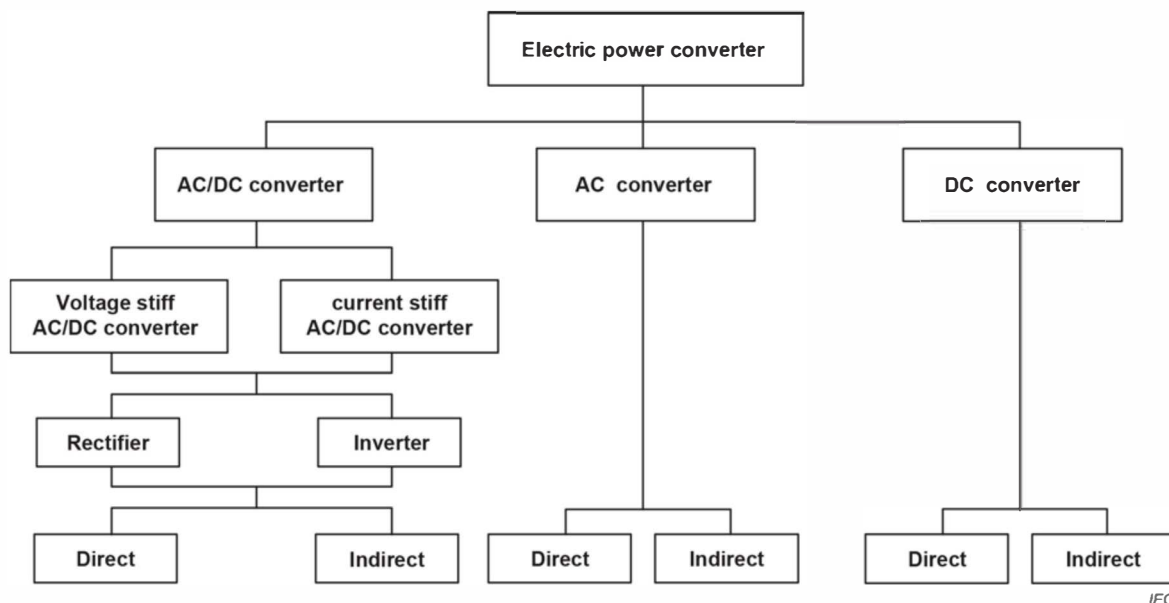 Electric power converter
AC/DC converter
AC converter
DC converter
Voltage stiff
AC/DC converter
current stiff
AC/DC converter
Rectifier
Inverter
Direct
Indirect
Direct
Indirect
Direct
Indirect
IEC